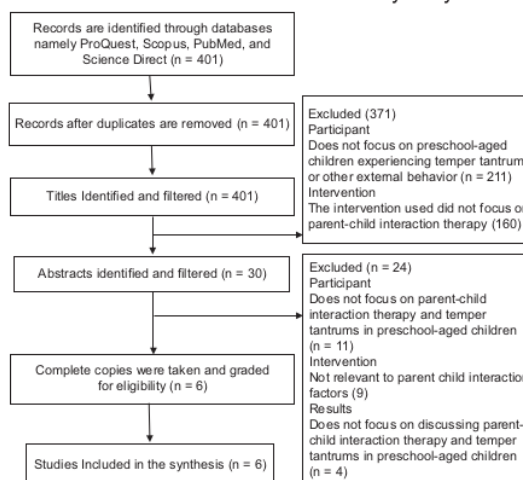 Records are identified through databases
namely ProQuest, Scopus, PubMed, and
Science Direct (n = 401)
Records after duplicates are removed (n = 401)
Titles Identified and filtered (n = 401)
Abstracts identified and filtered (n = 30)
Complete copies were taken and graded
for eligibility (n = 6)
Studies Included in the synthesis (n = 6)
Excluded (371)
Participant
Does not focus on preschool-aged
children experiencing temper tantrum
or other external behavior (n = 211)
Intervention
The intervention used did not focus o
parent-child interaction therapy (160)
Excluded (n = 24)
Participant
Does not focus on parent-child
interaction therapy and temper
tantrums in preschool-aged children
(n = 11)
Intervention
Not relevant to parent child interaction
factors (9)
Results
Does not focus on discussing parent-
child interaction therapy and temper
tantrums in preschool-aged children
(n = 4)